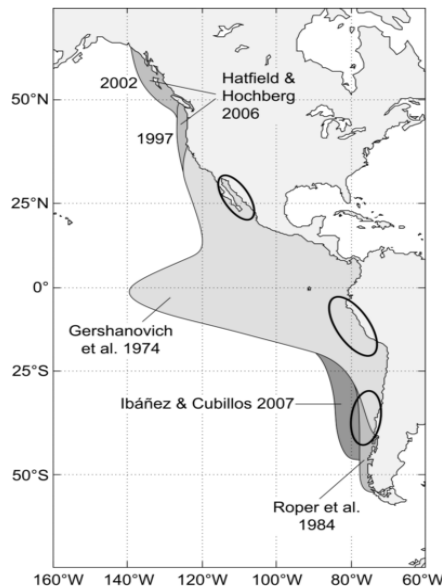 50°N
25°N
0°
25°S
50°S
2002
1997
Hatfield &
Hochberg
2006
Gershanovich
et al. 1974
Ibáñez & Cubillos 2007
Roper et al.
1984
160°W 140°W 120°W 100°W 80°W 60°W